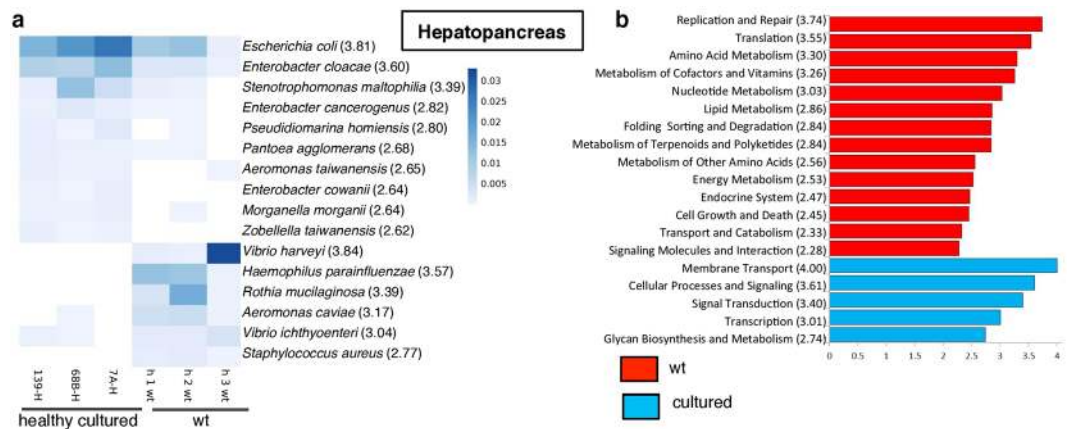 a
Hepatopancreas
Escherichia coli (3.81)
Enterobacter cloacae (3.60)
Stenotrophomonas maltophilia (3.39)
Enterobacter cancerogenus (2.82)
Pseudidiomarina homiensis (2.80)
Pantoea agglomerans (2.68)
Aeromonas taiwanensis (2.65)
Enterobacter cowanii (2.64)
Morganella morganii (2.64)
Zobellella taiwanensis (2.62)
Vibrio harveyi (3.84)
Haemophilus parainfluenzae (3.57)
Rothia mucilaginosa (3.39)
Aeromonas caviae (3.17)
Vibrio ichthyoenteri (3.04)
Staphylococcus aureus (2.77)
0.03
0.025
0.02
0.015
0.01
0.005
139-H
68B-H
7A-H
h 1 wt
h 2 wt
h 3 wt
healthy cultured
wt
b
Replication and Repair (3.74)
Translation (3.55)
Amino Acid Metabolism (3.30)
Metabolism of Cofactors and Vitamins (3.26)
Nucleotide Metabolism (3.03)
Lipid Metabolism (2.86)
Folding Sorting and Degradation (2.84)
Metabolism of Terpenoids and Polyketides (2.84)
Metabolism of Other Amino Acids (2.56)
Energy Metabolism (2.53)
Endocrine System (2.47)
Cell Growth and Death (2.45)
Transport and Catabolism (2.33)
Signaling Molecules and Interaction (2.28)
Membrane Transport (4.00)
Cellular Processes and Signaling (3.61)
Signal Transduction (3.40)
Transcription (3.01)
Glycan Biosynthesis and Metabolism (2.74)
0 0.5 1 1.5 2 2.5 3 3.5 4
wt
cultured